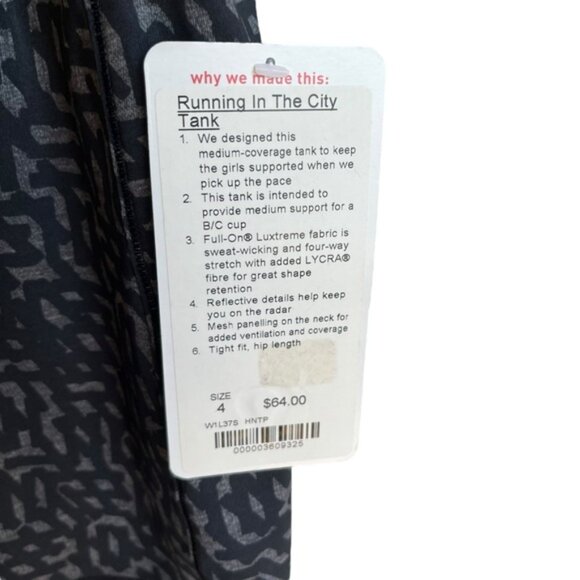 why we made this:
Running In The City
Tank
1. We designed this
medium-coverage tank to keep
the girls supported when we
pick up the pace
2. This tank is intended to
provide medium support for a
B/C cup
3. Full-On® Luxtreme fabric is
sweat-wicking and four-way
stretch with added LYCRA®
fibre for great shape
retention
4. Reflective details help keep
you on the radar
5. Mesh panelling on the neck for
added ventilation and coverage
6. Tight fit, hip length
SIZE
4 $64.00
W1L37S HNTP
000003609325